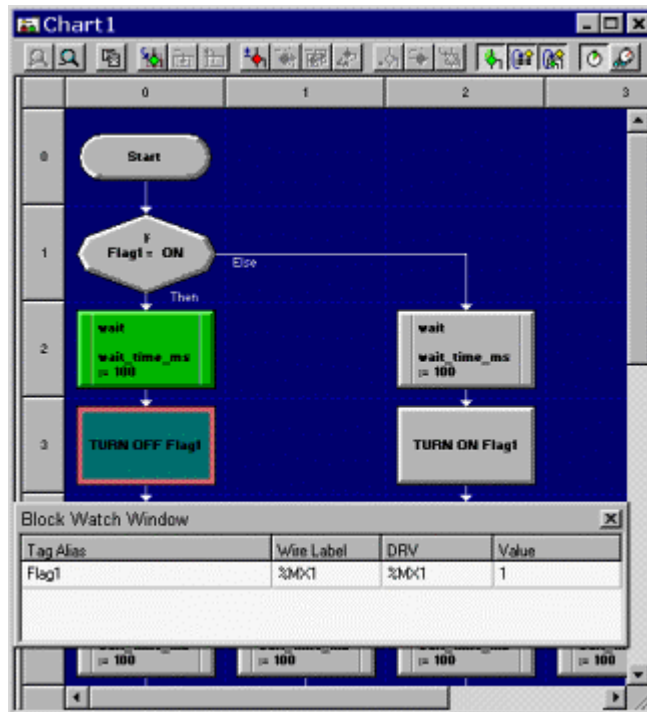 Chart1
0 1 2 3
0
Start
1
IF
Flag1 = ON
Else
Then
2
wait
wait_time_ms
:= 100
wait
wait_time_ms
:= 100
3
TURN OFF Flag1
TURN ON Flag1
Block Watch Window
Tag Alias Wire Label DRV Value
Flag1 %MX1 %MX1 1
:= 100 := 100 := 100 := 100